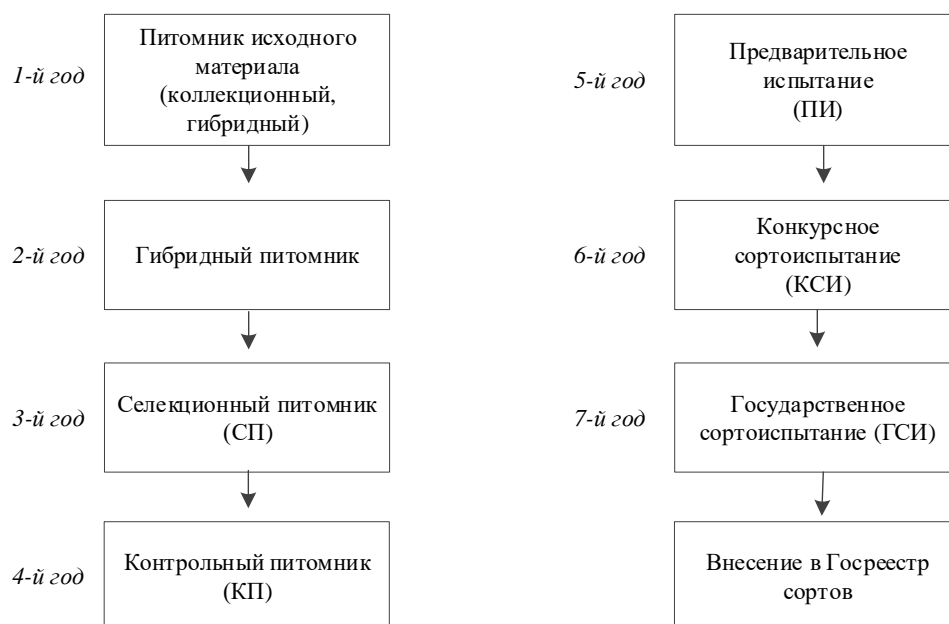 1-й год
Питомник исходного
материала
(коллекционный,
гибридный)
2-й год
Гибридный питомник
3-й год
Селекционный питомник
(СП)
4-й год
Контрольный питомник
(КП)
5-й год
Предварительное
испытание
(ПИ)
6-й год
Конкурсное
сортоиспытание
(КСИ)
7-й год
Государственное
сортоиспытание (ГСИ)
Внесение в Госреестр
сортов